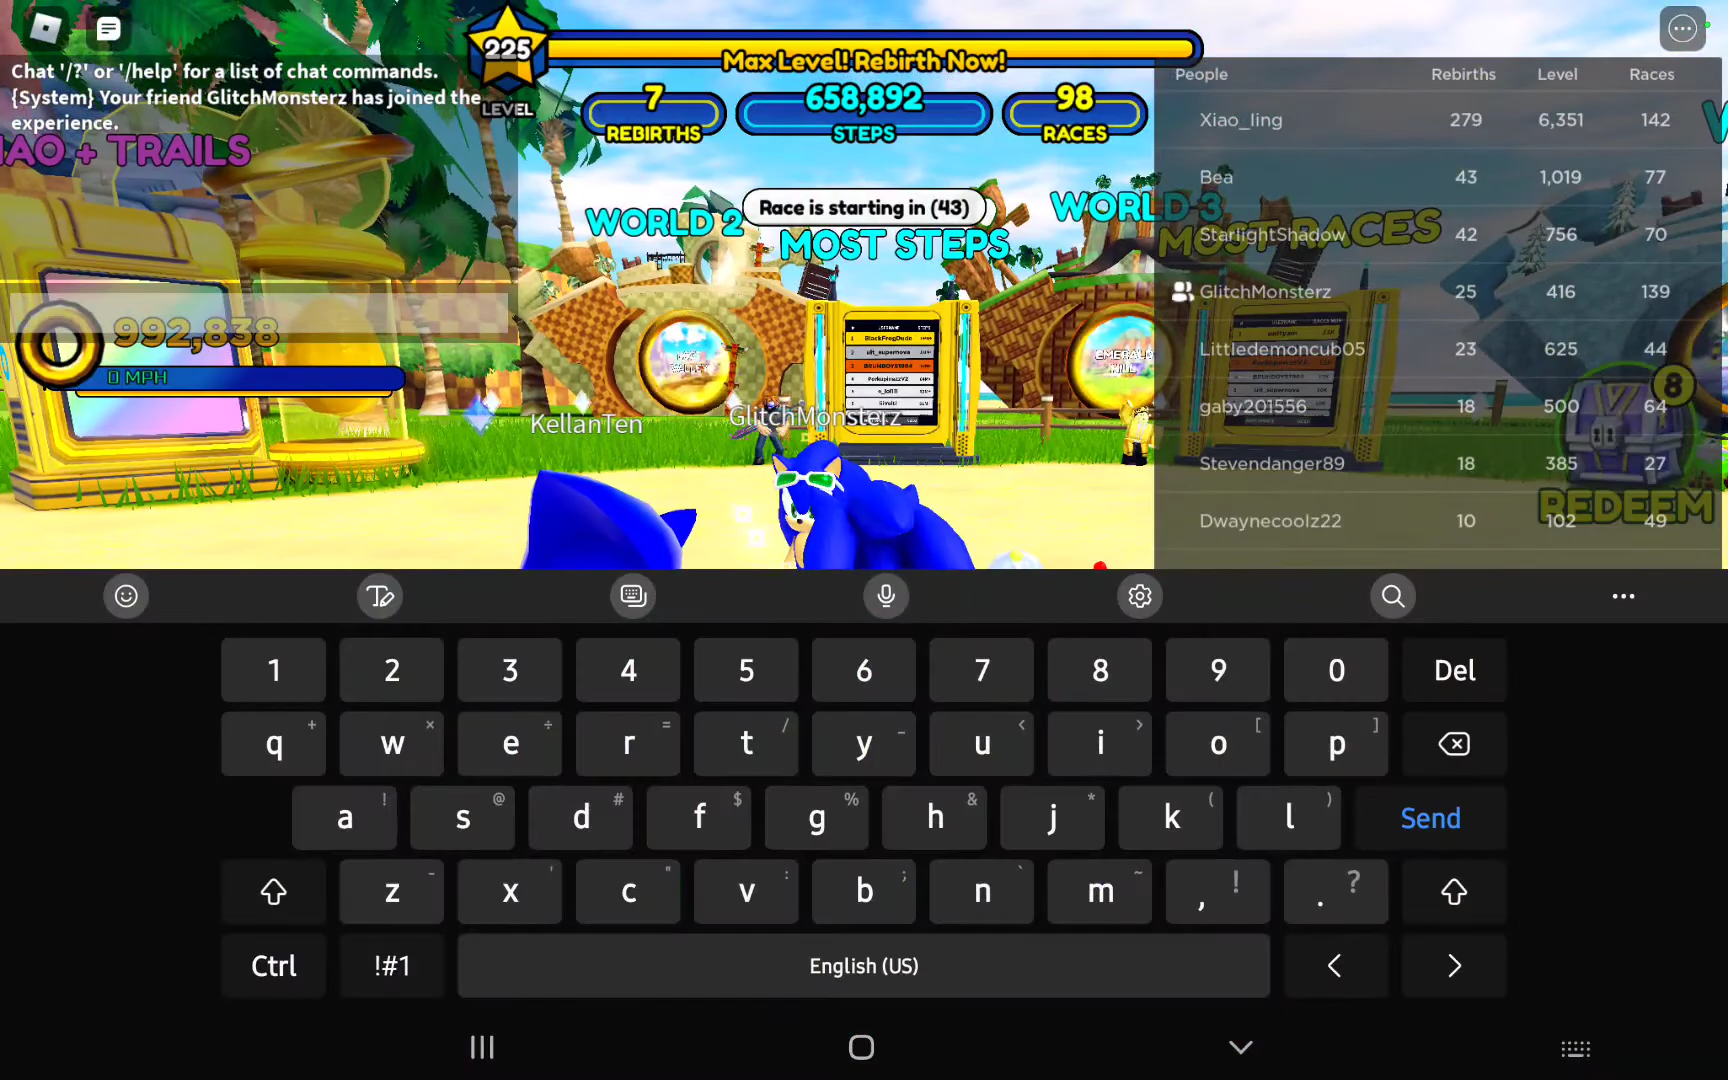 Chat '/?' or '/help' for a list of chat commands.
{System} Your friend GlitchMonsterz has joined the
experience.
HAO + TRAILS
225
LEVEL
Max Level! Rebirth Now!
7
REBIRTHS
658,892
STEPS
98
RACES
Race is starting in (43)
WORLD 2
MOST STEPS
WORLD 3
MOST RACES
992,838
0 MPH
KellanTen
GlitchMonsterz
People Rebirths Level Races
Xiao_ling 279 6,351 142
Bea 43 1,019 77
StarlightShadow 42 756 70
GlitchMonsterz 25 416 139
Littledemoncub05 23 625 44
gaby201556 18 500 64
Stevendanger89 18 385 27
Dwaynecoolz22 10 102 49
8
REDEEM
1 2 3 4 5 6 7 8 9 0 Del
q + w × e ÷ r = t / y _ u < i > o [ p ]
a ! s @ d # f $ g % h & j * k ( l ) Send
z - x ' c " v : b ; n ` m ~ , ! . ?
Ctrl !#1 English (US) < >